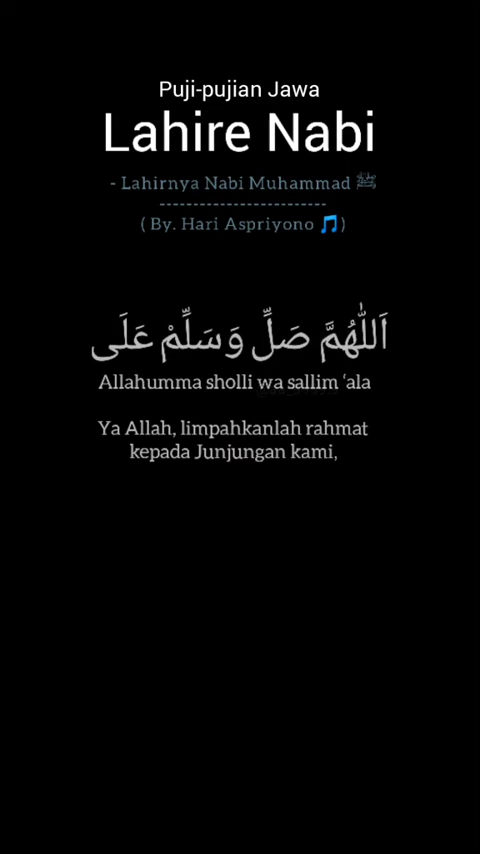 Puji-pujian Jawa
Lahire Nabi
- Lahirnya Nabi Muhammad ﷺ
-------------------------
( By. Hari Aspriyono 🎵)
اَللّٰهُمَّ صَلِّ وَسَلِّمْ عَلَى
Allahumma sholli wa sallim ‘ala
Ya Allah, limpahkanlah rahmat
kepada Junjungan kami,